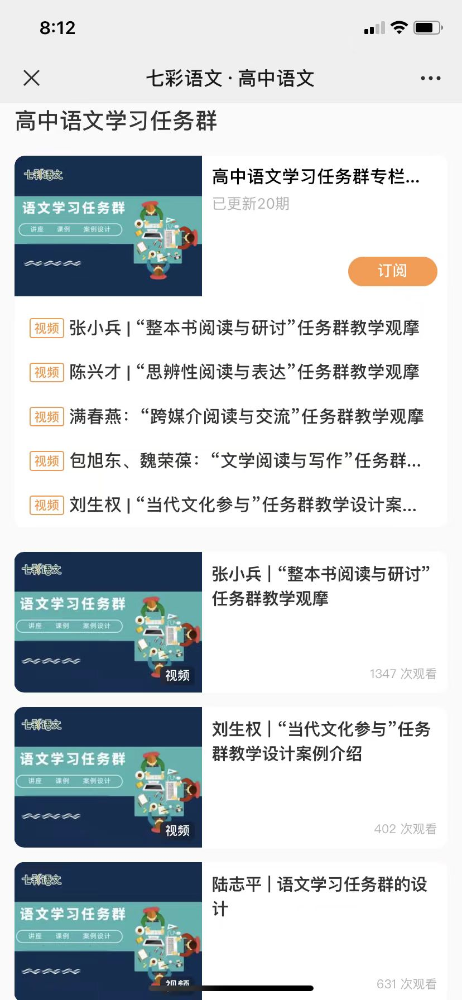 8:12
七彩语文·高中语文
高中语文学习任务群
七彩语文
语文学习任务群
讲座 课例 案例设计
高中语文学习任务群专栏...
已更新20期
订阅
视频 张小兵 | “整本书阅读与研讨”任务群教学观摩
视频 陈兴才 | “思辨性阅读与表达”任务群教学观摩
视频 满春燕：“跨媒介阅读与交流”任务群教学观摩
视频 包旭东、魏荣葆：“文学阅读与写作”任务群...
视频 刘生权 | “当代文化参与”任务群教学设计案...
七彩语文
语文学习任务群
讲座 课例 案例设计
视频
张小兵 | “整本书阅读与研讨”
任务群教学观摩
1347 次观看
七彩语文
语文学习任务群
讲座 课例 案例设计
视频
刘生权 | “当代文化参与”任务
群教学设计案例介绍
402 次观看
七彩语文
语文学习任务群
讲座 课例 案例设计
视频
陆志平 | 语文学习任务群的设
计
631 次观看